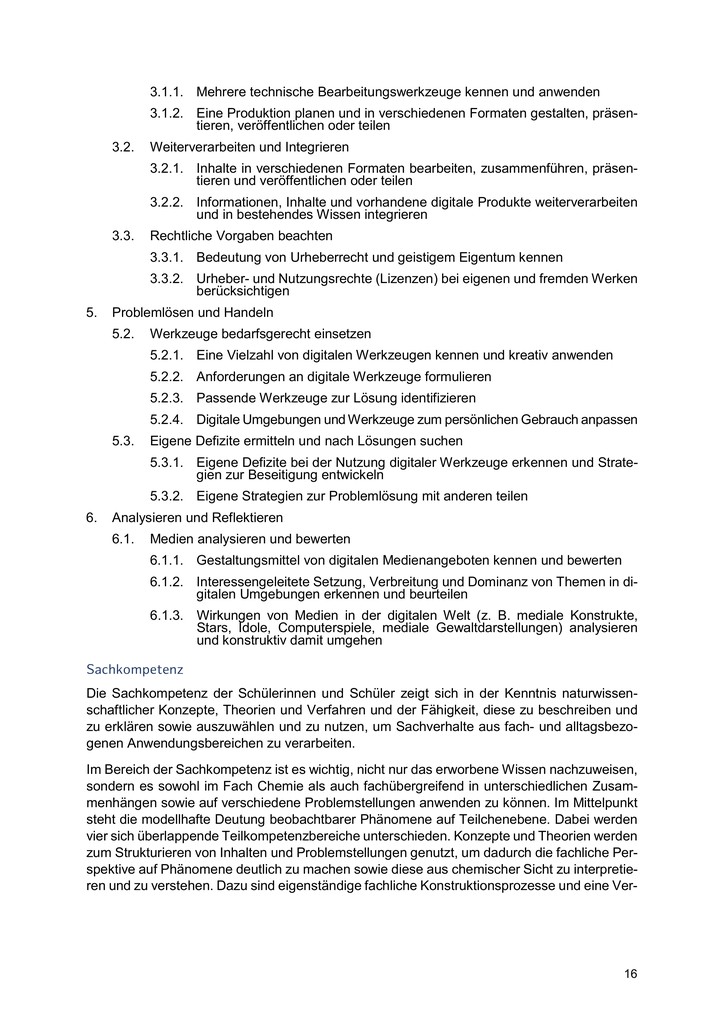 3.1.1. Mehrere technische Bearbeitungswerkzeuge kennen und anwenden
3.1.2. Eine Produktion planen und in verschiedenen Formaten gestalten, präsen-
tieren, veröffentlichen oder teilen
3.2. Weiterverarbeiten und Integrieren
3.2.1. Inhalte in verschiedenen Formaten bearbeiten, zusammenführen, präsen-
tieren und veröffentlichen oder teilen
3.2.2. Informationen, Inhalte und vorhandene digitale Produkte weiterverarbeiten
und in bestehendes Wissen integrieren
3.3. Rechtliche Vorgaben beachten
3.3.1. Bedeutung von Urheberrecht und geistigem Eigentum kennen
3.3.2. Urheber- und Nutzungsrechte (Lizenzen) bei eigenen und fremden Werken
berücksichtigen
5. Problemlösen und Handeln
5.2. Werkzeuge bedarfsgerecht einsetzen
5.2.1. Eine Vielzahl von digitalen Werkzeugen kennen und kreativ anwenden
5.2.2. Anforderungen an digitale Werkzeuge formulieren
5.2.3. Passende Werkzeuge zur Lösung identifizieren
5.2.4. Digitale Umgebungen und Werkzeuge zum persönlichen Gebrauch anpassen
5.3. Eigene Defizite ermitteln und nach Lösungen suchen
5.3.1. Eigene Defizite bei der Nutzung digitaler Werkzeuge erkennen und Strate-
gien zur Beseitigung entwickeln
5.3.2. Eigene Strategien zur Problemlösung mit anderen teilen
6. Analysieren und Reflektieren
6.1. Medien analysieren und bewerten
6.1.1. Gestaltungsmittel von digitalen Medienangeboten kennen und bewerten
6.1.2. Interessengeleitete Setzung, Verbreitung und Dominanz von Themen in di-
gitalen Umgebungen erkennen und beurteilen
6.1.3. Wirkungen von Medien in der digitalen Welt (z. B. mediale Konstrukte,
Stars, Idole, Computerspiele, mediale Gewaltdarstellungen) analysieren
und konstruktiv damit umgehen
Sachkompetenz
Die Sachkompetenz der Schülerinnen und Schüler zeigt sich in der Kenntnis naturwissen-
schaftlicher Konzepte, Theorien und Verfahren und der Fähigkeit, diese zu beschreiben und
zu erklären sowie auszuwählen und zu nutzen, um Sachverhalte aus fach- und alltagsbezo-
genen Anwendungsbereichen zu verarbeiten.
Im Bereich der Sachkompetenz ist es wichtig, nicht nur das erworbene Wissen nachzuweisen,
sondern es sowohl im Fach Chemie als auch fachübergreifend in unterschiedlichen Zusam-
menhängen sowie auf verschiedene Problemstellungen anwenden zu können. Im Mittelpunkt
steht die modellhafte Deutung beobachtbarer Phänomene auf Teilchenebene. Dabei werden
vier sich überlappende Teilkompetenzbereiche unterschieden. Konzepte und Theorien werden
zum Strukturieren von Inhalten und Problemstellungen genutzt, um dadurch die fachliche Per-
spektive auf Phänomene deutlich zu machen sowie diese aus chemischer Sicht zu interpretie-
ren und zu verstehen. Dazu sind eigenständige fachliche Konstruktionsprozesse und eine Ver-
16